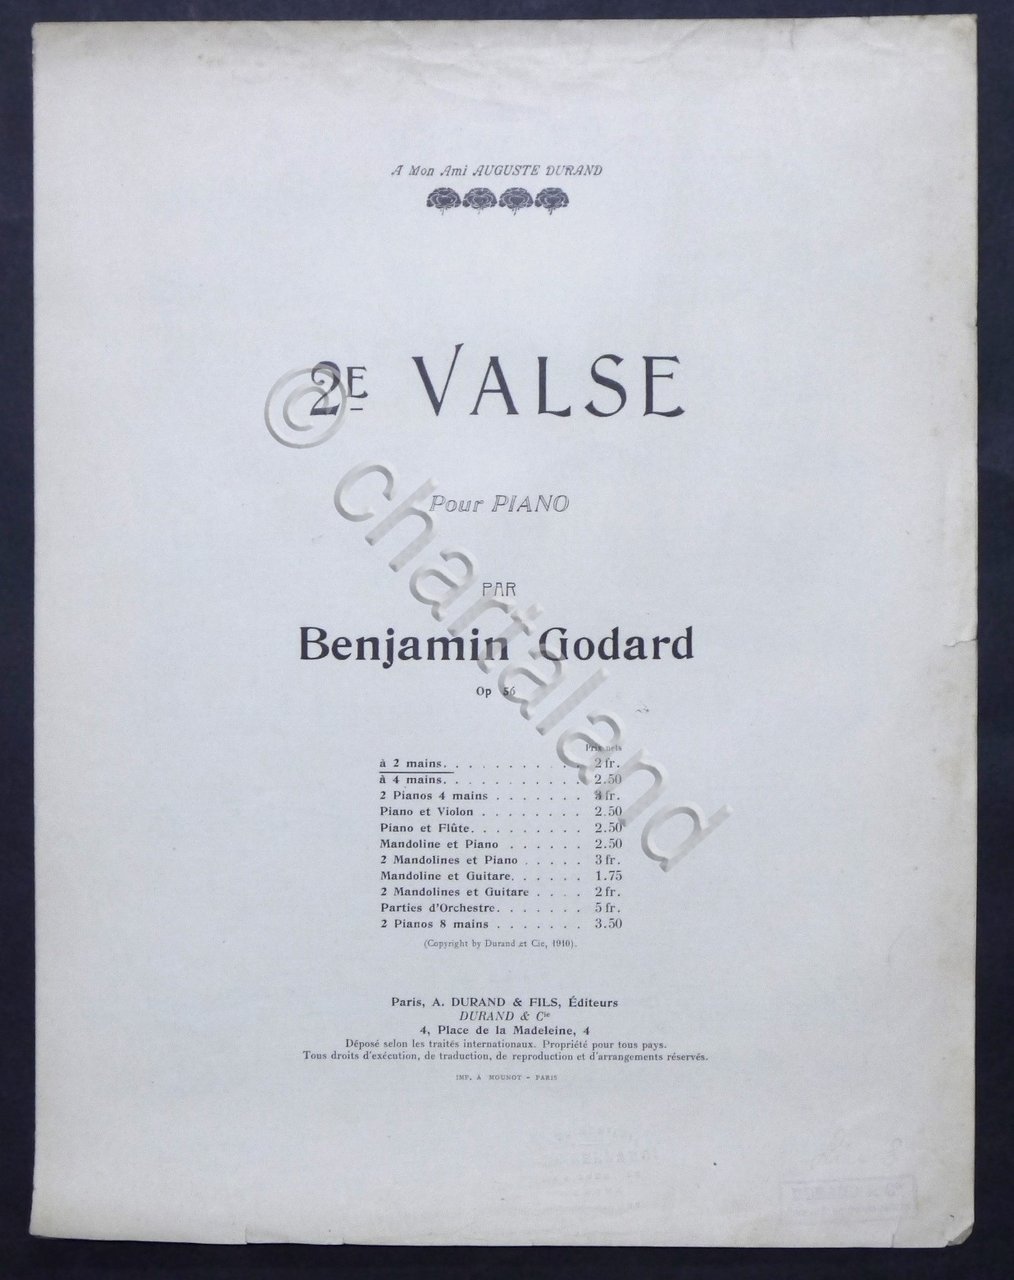 A Mon Ami AUGUSTE DURAND
2E VALSE
Pour PIANO
PAR
Benjamin Godard
Op 56
Prix nets
à 2 mains. . . . . . . . . . 2 fr.
à 4 mains. . . . . . . . . . 2.50
2 Pianos 4 mains . . . . . . . fr.
Piano et Violon . . . . . . . . 2.50
Piano et Flûte. . . . . . . . . 2.50
Mandoline et Piano . . . . . . 2.50
2 Mandolines et Piano . . . . . 3 fr.
Mandoline et Guitare. . . . . . 1.75
2 Mandolines et Guitare . . . . 2 fr.
Parties d'Orchestre. . . . . . . 5 fr.
2 Pianos 8 mains . . . . . . . 3.50
(Copyright by Durand et Cie, 1910).
Paris, A. DURAND & FILS, Éditeurs
DURAND & Cie
4, Place de la Madeleine, 4
Déposé selon les traités internationaux. Propriété pour tous pays.
Tous droits d'exécution, de traduction, de reproduction et d'arrangements réservés.
IMP. A MOUNOT - PARIS
© chartaland